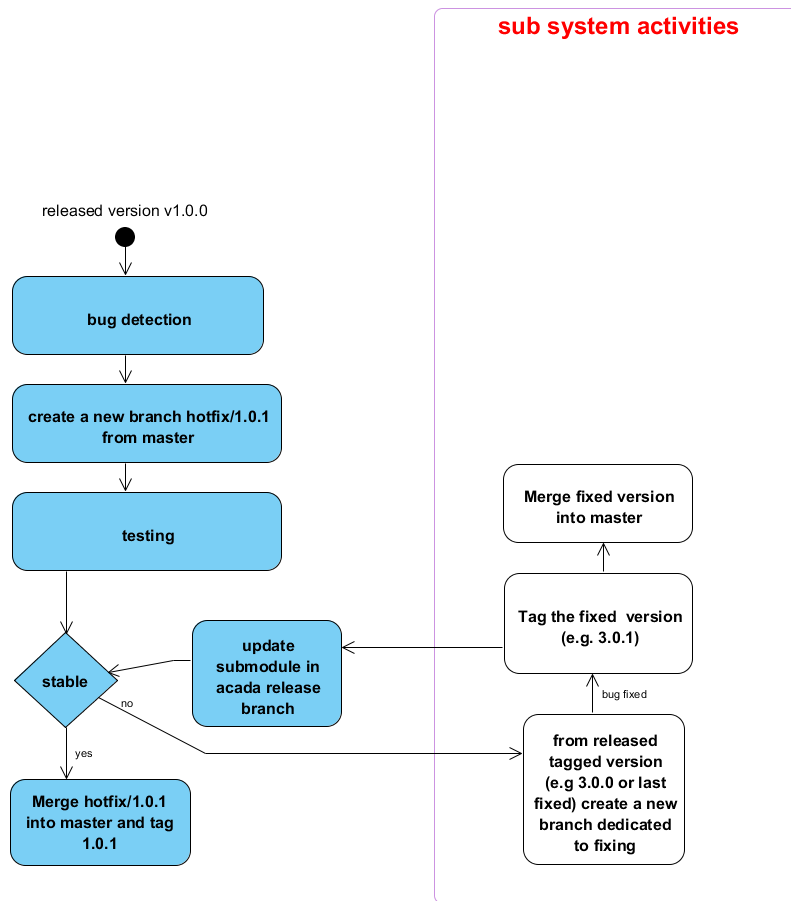 sub system activities
released version v1.0.0
bug detection
create a new branch hotfix/1.0.1
from master
testing
Merge fixed version
into master
Tag the fixed  version
(e.g. 3.0.1)
update
submodule in
acada release
branch
stable
no
yes
bug fixed
from released
tagged version
(e.g 3.0.0 or last
fixed) create a new
branch dedicated
to fixing
Merge hotfix/1.0.1
into master and tag
1.0.1